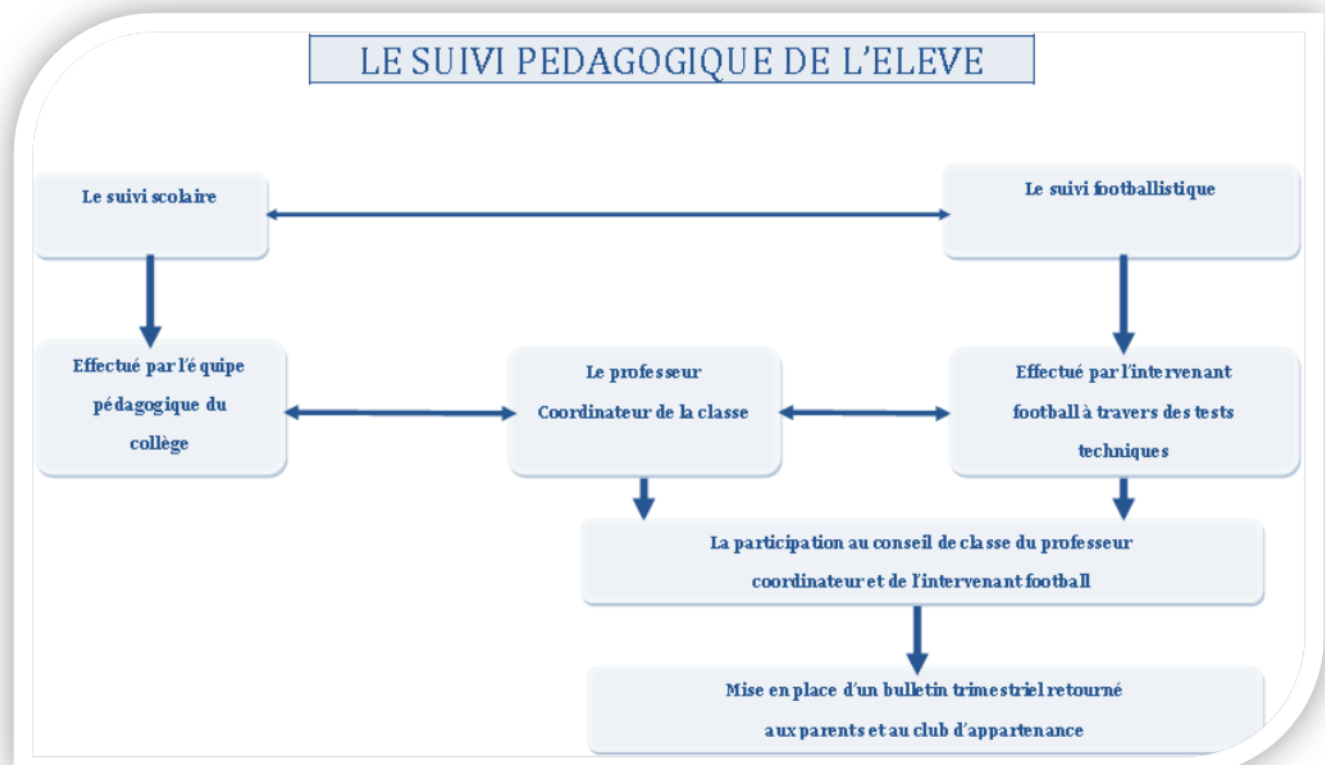 LE SUIVI PEDAGOGIQUE DE L'ELEVE
Le suivi scolaire
Le suivi footballistique
Effectué par l'é quipe
pédagogique du
collège
Le professeur
Coordinateur de la classe
Effectué par l'intervenant
football à travers des tests
techniques
La participation au conseil de classe du professeur
coordinateur et de l'intervenant football
Mise en place d'un bulletin trimestriel retourné
aux parents et au club d'appartenance